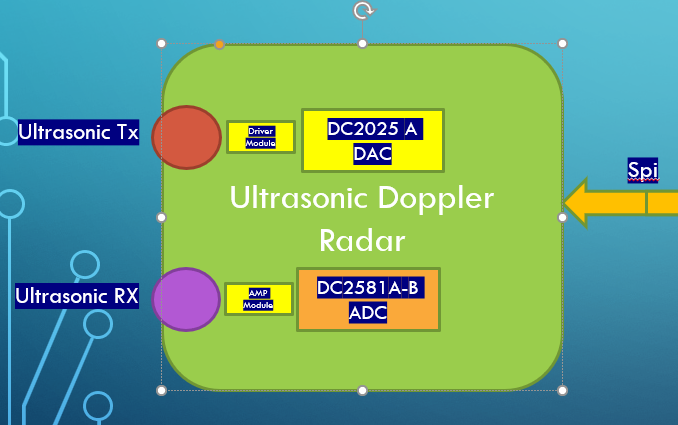 Ultrasonic Tx
Driver
Module
DC2025 A
DAC
Spi
Ultrasonic Doppler
Radar
Ultrasonic RX
AMP
Module
DC2581A-B
ADC